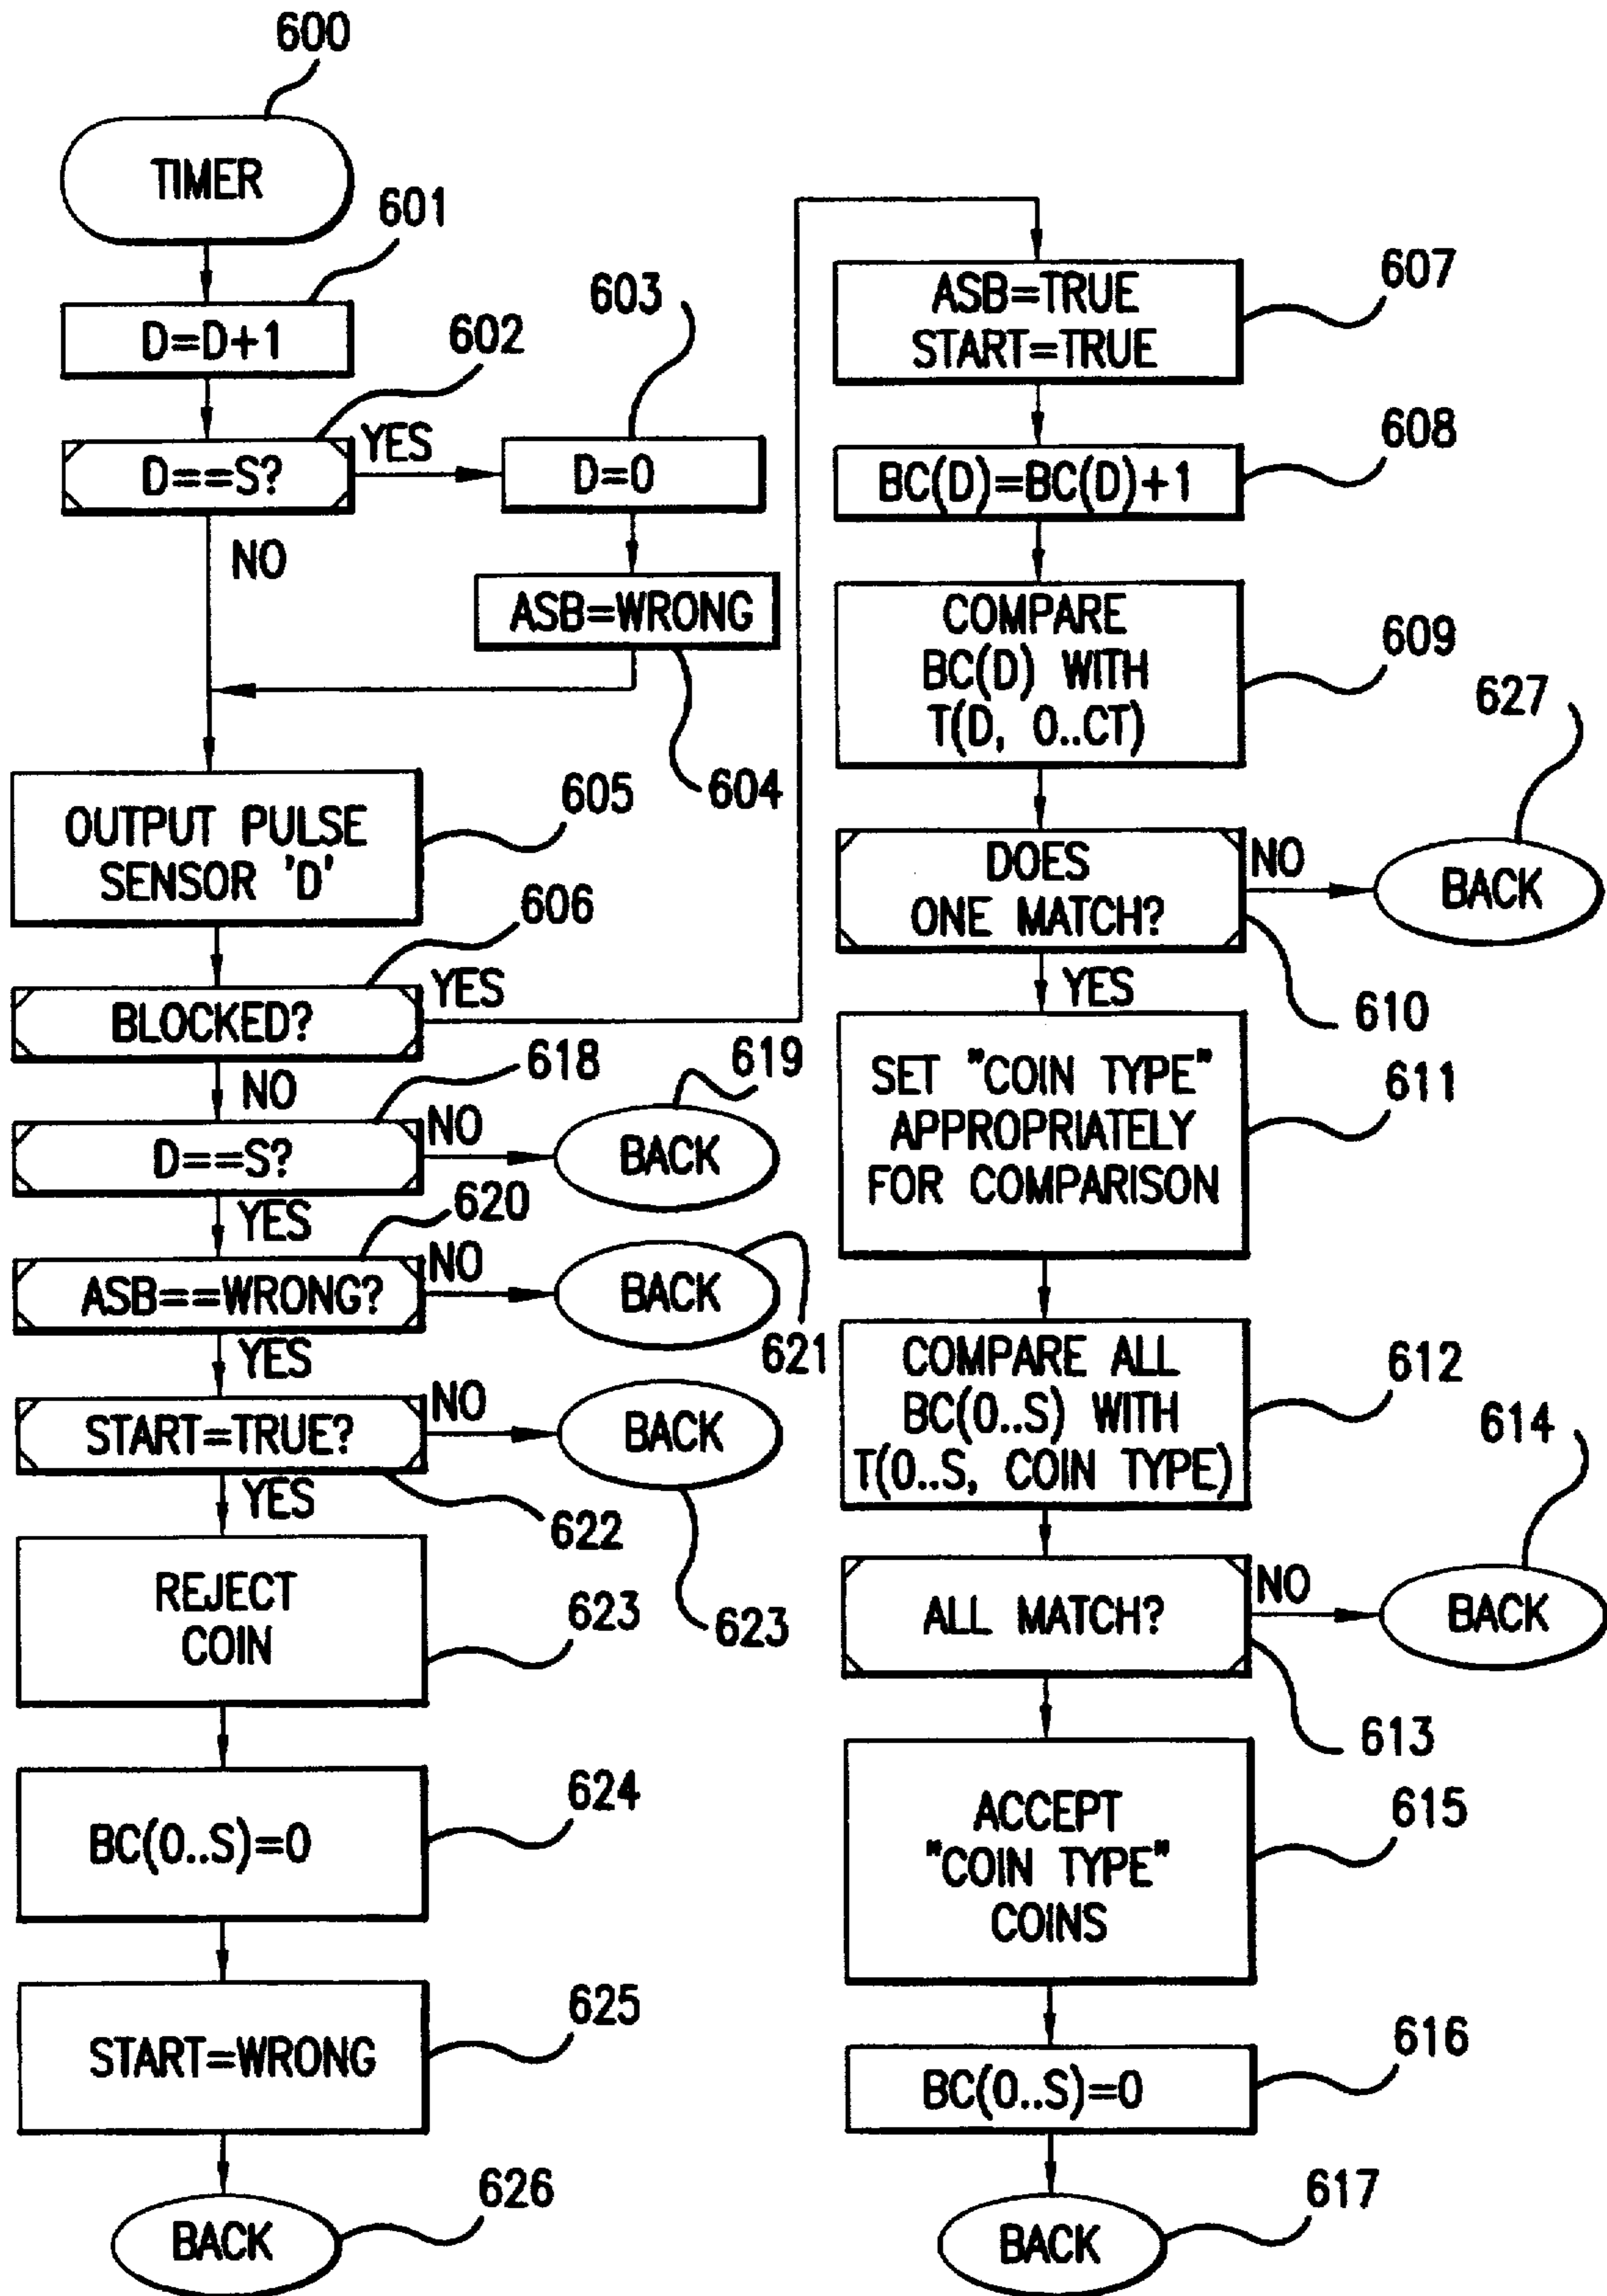 600
TIMER
601
D=D+1
602
D==S?
YES
603
D=0
NO
ASB=WRONG
604
OUTPUT PULSE
SENSOR 'D'
605
606
BLOCKED?
YES
NO
618
D==S?
NO
619
BACK
YES
620
ASB==WRONG?
NO
BACK
621
YES
START=TRUE?
NO
BACK
622
623
YES
REJECT
COIN
623
BC(0..S)=0
624
START=WRONG
625
BACK
626
ASB=TRUE
START=TRUE
607
BC(D)=BC(D)+1
608
COMPARE
BC(D) WITH
T(D, 0..CT)
609
DOES
ONE MATCH?
NO
627
BACK
610
YES
SET "COIN TYPE"
APPROPRIATELY
FOR COMPARISON
611
COMPARE ALL
BC(0..S) WITH
T(0..S, COIN TYPE)
612
ALL MATCH?
NO
614
BACK
613
ACCEPT
"COIN TYPE"
COINS
615
BC(0..S)=0
616
BACK
617